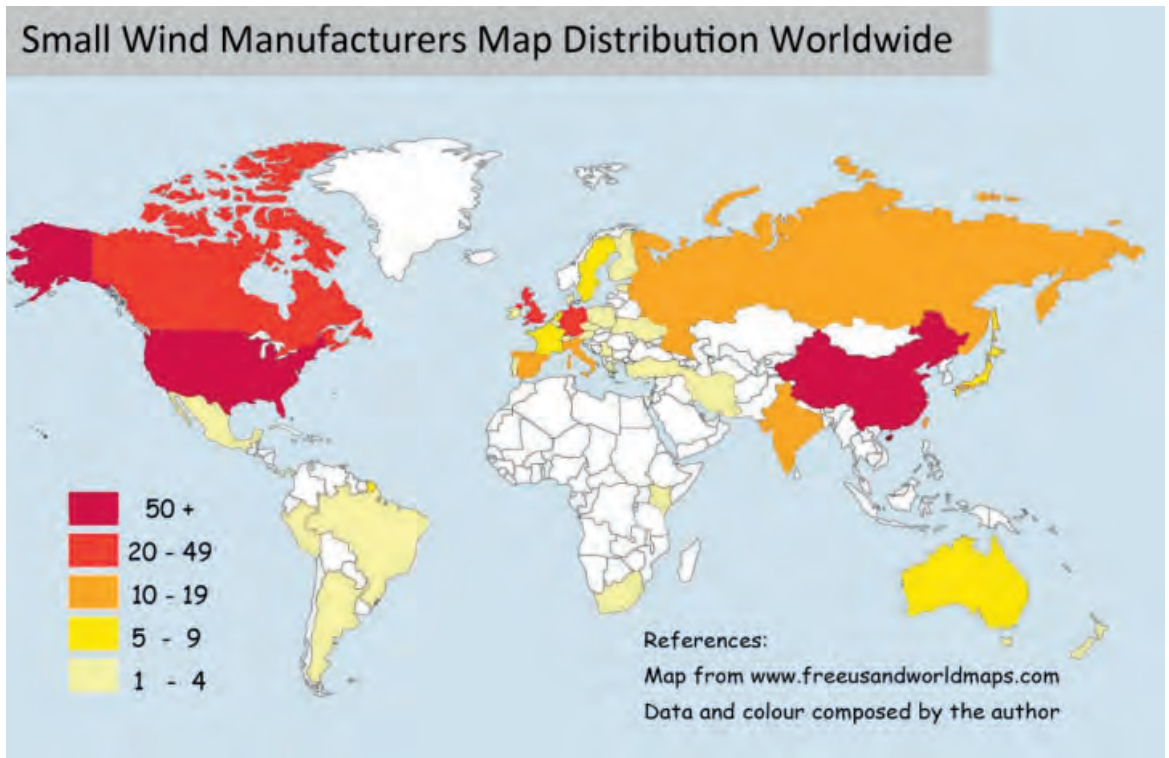 Small Wind Manufacturers Map Distribution Worldwide
50 +
20 - 49
10 - 19
5 - 9
1 - 4
References:
Map from www.freeusandworldmaps.com
Data and colour composed by the author